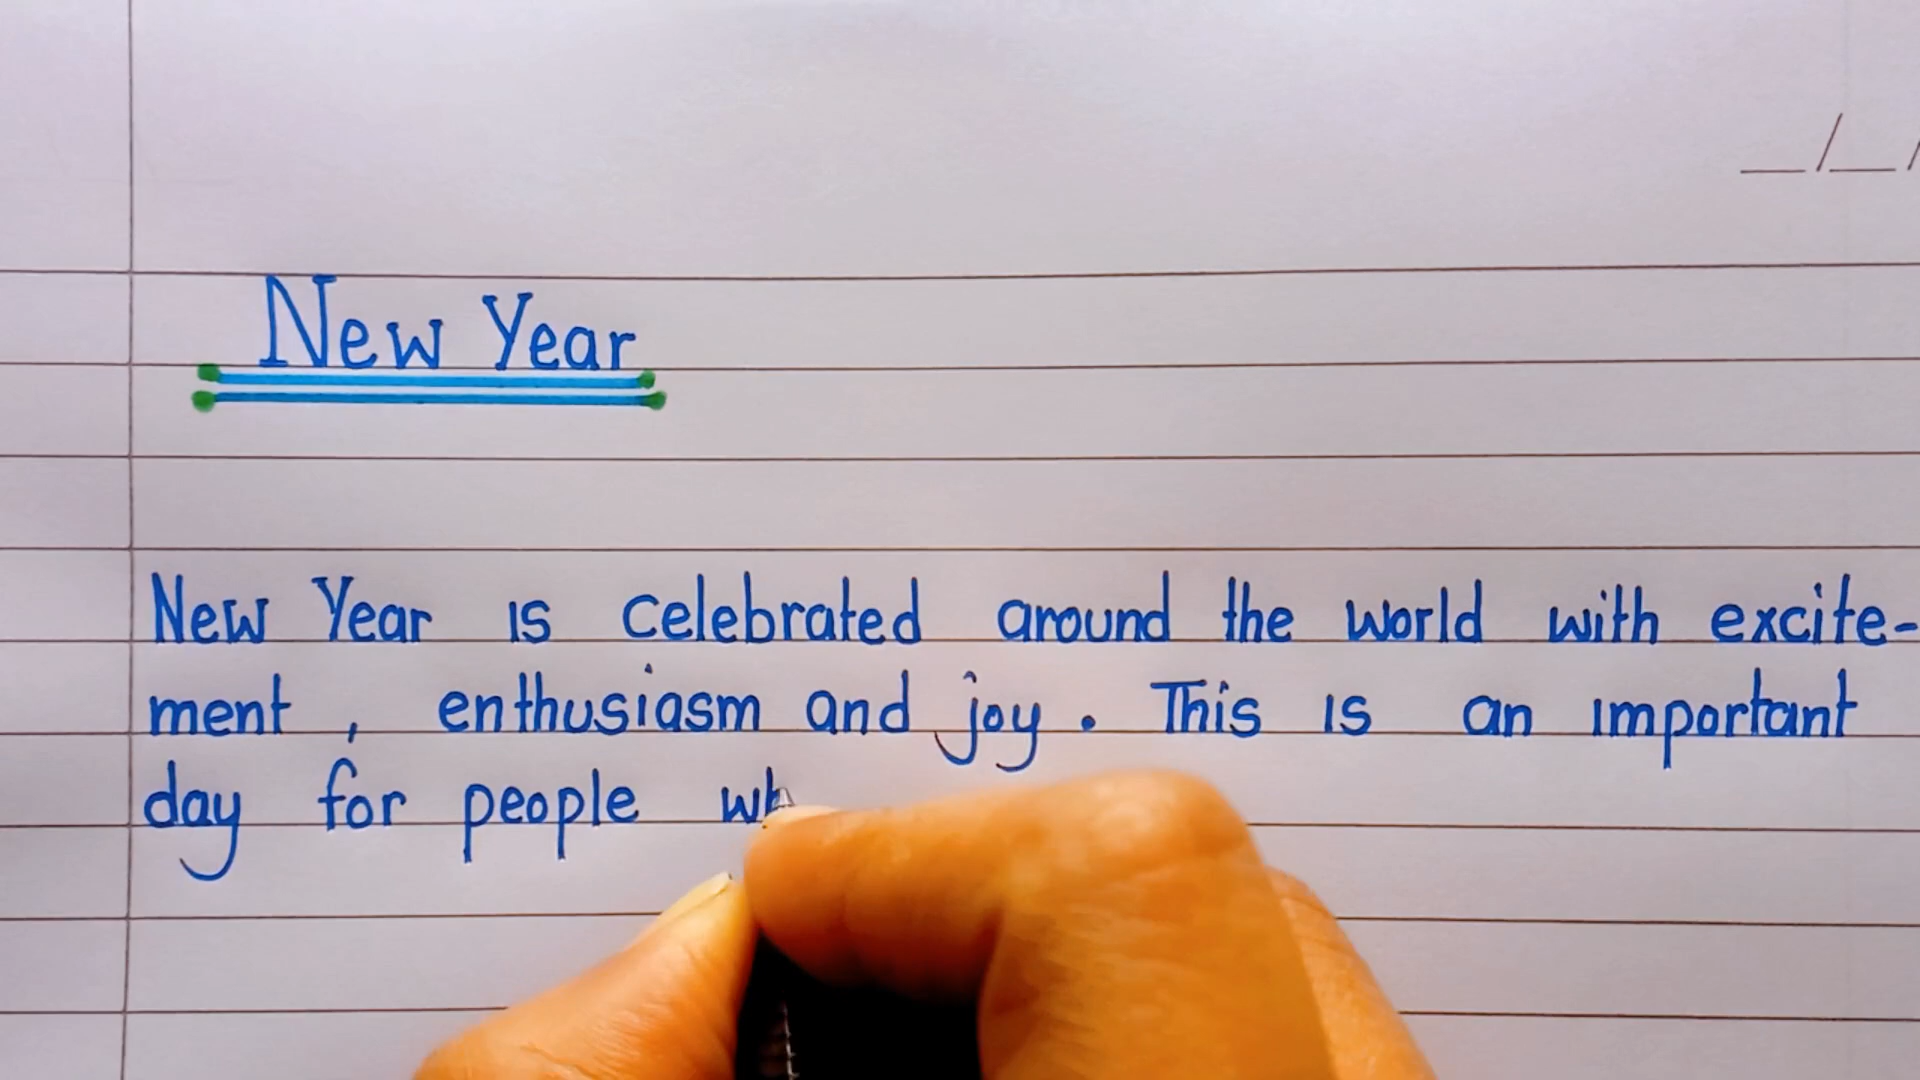 New Year
New Year is celebrated around the world with excite-
ment , enthusiasm and joy. This is an important
day for people wh